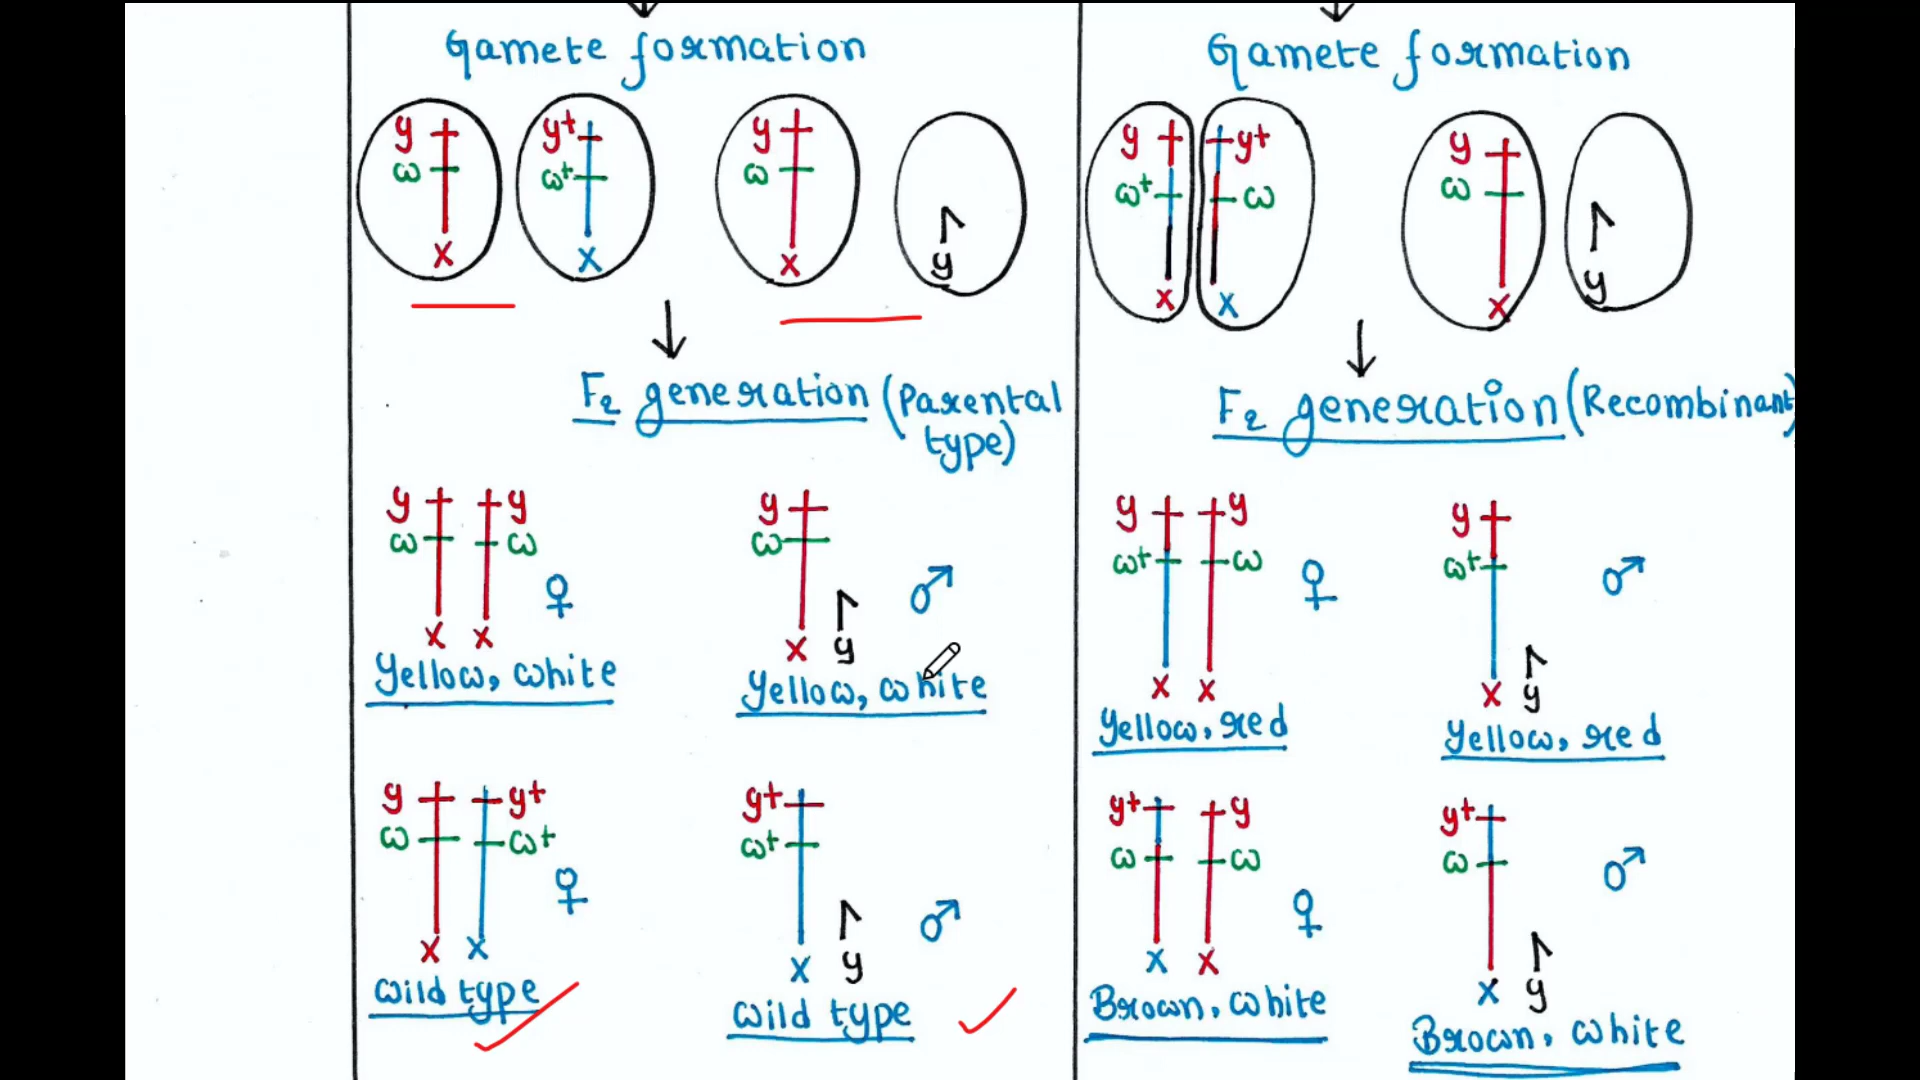 Gamete formation
y
w
x
y+
w+
x
y
w
x
y
F2 generation (Parental
type)
y y
w w
x x
Yellow, white
y
w
x y
Yellow, white
y y+
w w+
x x
Wild type
y+
w+
x y
Wild type
Gamete formation
y y+
w+ w
x x
y
w
x
y
F2 generation (Recombinant)
y y
w+ w
x x
Yellow, red
y
w+
x y
Yellow, red
y+ y
w w
x x
Brown, white
y+
w
x y
Brown, white